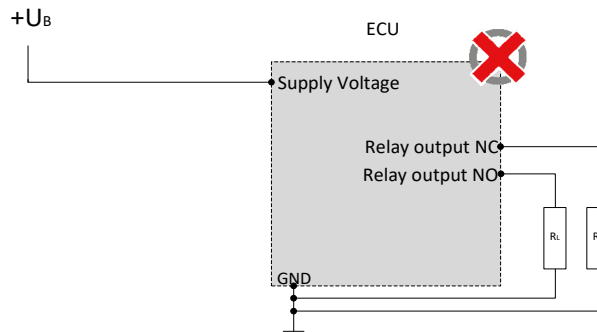 +UB
ECU
Supply Voltage
Relay output NC
Relay output NO
RL
R
GND